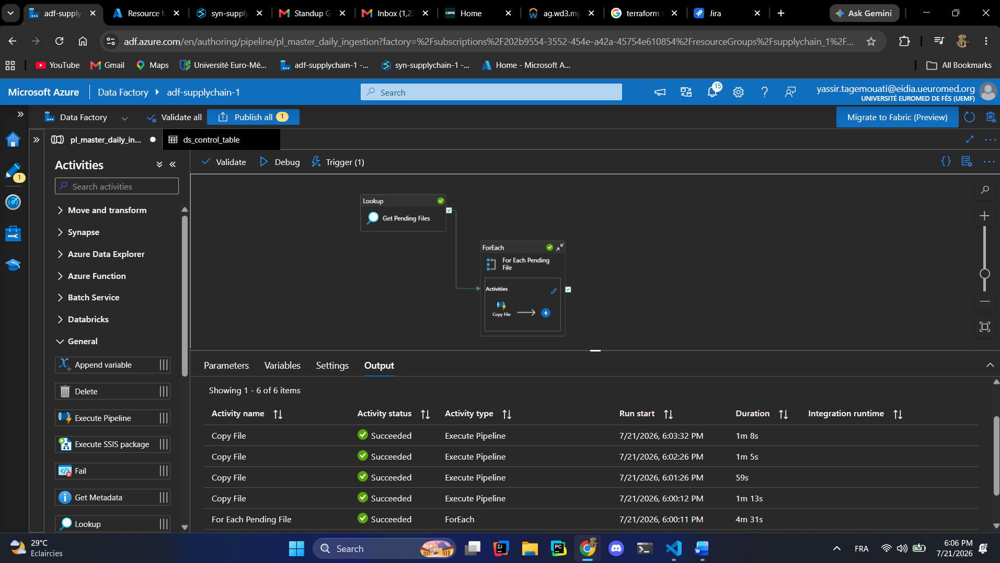 adf-supply
Resource M
syn-supply
Standup G
Inbox (1,23
CBRE
Home
ag.wd3.my
terraform f
Jira
Ask Gemini
adf.azure.com/en/authoring/pipeline/pl_master_daily_ingestion?factory=%2Fsubscriptions%2F202b9554-3552-454e-a42a-45754e610854%2FresourceGroups%2Fsupplychain_1%2F...
YouTube
Gmail
Maps
Université Euro-Mé...
adf-supplychain-1 -...
syn-supplychain-1 -...
Home - Microsoft A...
All Bookmarks
Microsoft Azure
Data Factory
adf-supplychain-1
Search
15
yassir.tagemouati@eidia.ueuromed.org
UNIVERSITÉ EUROMED DE FÈS (UEMF)
Data Factory
Validate all
Publish all
1
Migrate to Fabric (Preview)
pl_master_daily_in...
ds_control_table
Activities
Validate
Debug
Trigger (1)
1
Search activities
Move and transform
Synapse
Azure Data Explorer
Azure Function
Batch Service
Databricks
General
Append variable
Delete
Execute Pipeline
Execute SSIS package
Fail
Get Metadata
Lookup
Lookup
Get Pending Files
ForEach
For Each Pending
File
Activities
Copy File
Parameters
Variables
Settings
Output
Showing 1 - 6 of 6 items
Activity name
Activity status
Activity type
Run start
Duration
Integration runtime
Copy File Succeeded Execute Pipeline 7/21/2026, 6:03:32 PM 1m 8s
Copy File Succeeded Execute Pipeline 7/21/2026, 6:02:26 PM 1m 5s
Copy File Succeeded Execute Pipeline 7/21/2026, 6:01:26 PM 59s
Copy File Succeeded Execute Pipeline 7/21/2026, 6:00:12 PM 1m 13s
For Each Pending File Succeeded ForEach 7/21/2026, 6:00:11 PM 4m 31s
29°C
Eclaircies
Search
FRA
6:06 PM
7/21/2026